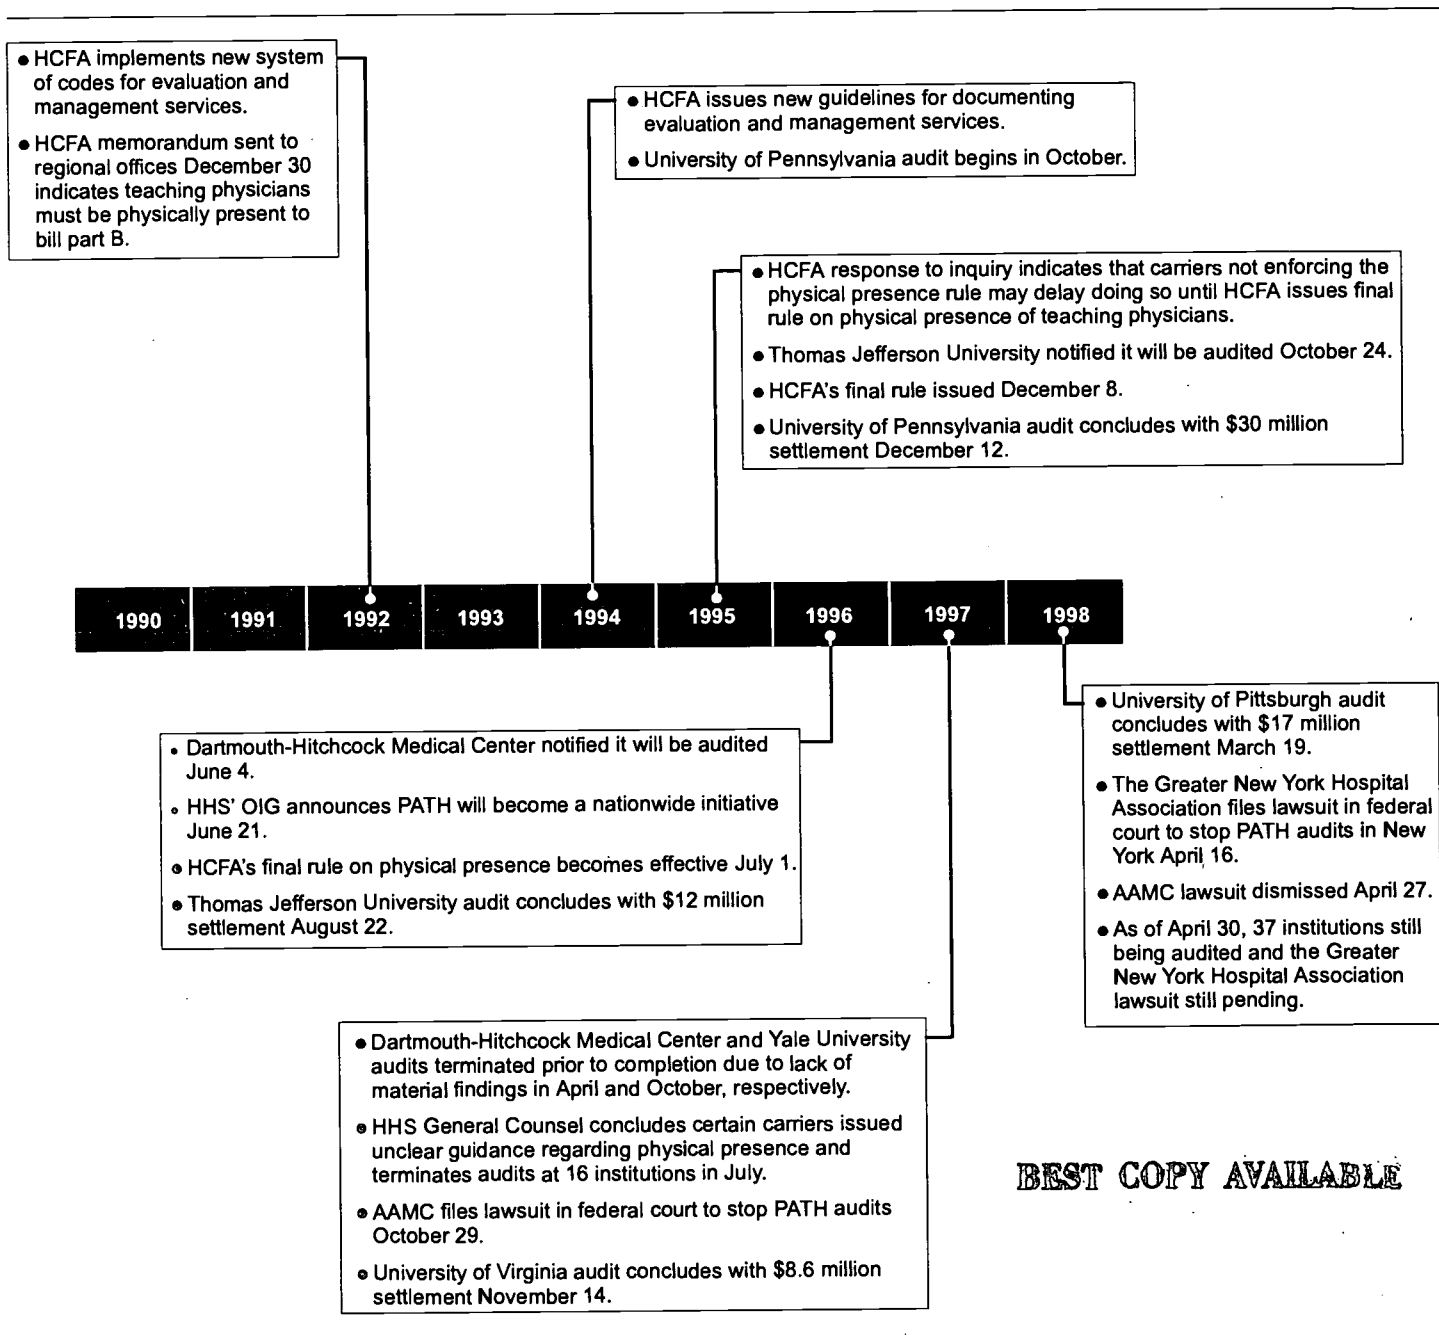 ● HCFA implements new system
of codes for evaluation and
management services.
● HCFA memorandum sent to
regional offices December 30
indicates teaching physicians
must be physically present to
bill part B.
● HCFA issues new guidelines for documenting
evaluation and management services.
● University of Pennsylvania audit begins in October.
● HCFA response to inquiry indicates that carriers not enforcing the
physical presence rule may delay doing so until HCFA issues final
rule on physical presence of teaching physicians.
● Thomas Jefferson University notified it will be audited October 24.
● HCFA's final rule issued December 8.
● University of Pennsylvania audit concludes with $30 million
settlement December 12.
1990 1991 1992 1993 1994 1995 1996 1997 1998
● Dartmouth-Hitchcock Medical Center notified it will be audited
June 4.
● HHS' OIG announces PATH will become a nationwide initiative
June 21.
● HCFA's final rule on physical presence becomes effective July 1.
● Thomas Jefferson University audit concludes with $12 million
settlement August 22.
● University of Pittsburgh audit
concludes with $17 million
settlement March 19.
● The Greater New York Hospital
Association files lawsuit in federal
court to stop PATH audits in New
York April 16.
● AAMC lawsuit dismissed April 27.
● As of April 30, 37 institutions still
being audited and the Greater
New York Hospital Association
lawsuit still pending.
● Dartmouth-Hitchcock Medical Center and Yale University
audits terminated prior to completion due to lack of
material findings in April and October, respectively.
● HHS General Counsel concludes certain carriers issued
unclear guidance regarding physical presence and
terminates audits at 16 institutions in July.
● AAMC files lawsuit in federal court to stop PATH audits
October 29.
● University of Virginia audit concludes with $8.6 million
settlement November 14.
BEST COPY AVAILABLE